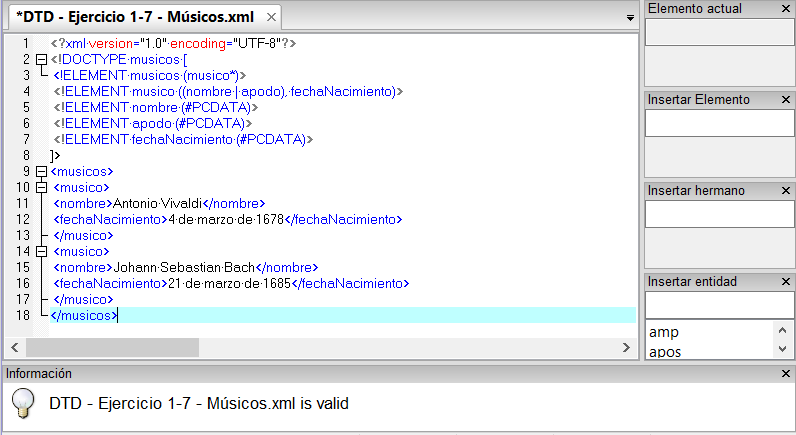 *DTD - Ejercicio 1-7 - Músicos.xml
1 <?xml·version="1.0"·encoding="UTF-8"?>
2 <!DOCTYPE·musicos·[
3 <!ELEMENT·musicos·(musico*)>
4 <!ELEMENT·musico·((nombre·|·apodo),·fechaNacimiento)>
5 <!ELEMENT·nombre·(#PCDATA)>
6 <!ELEMENT·apodo·(#PCDATA)>
7 <!ELEMENT·fechaNacimiento·(#PCDATA)>
8 ]>
9 <musicos>
10 <musico>
11 <nombre>Antonio·Vivaldi</nombre>
12 <fechaNacimiento>4·de·marzo·de·1678</fechaNacimiento>
13 </musico>
14 <musico>
15 <nombre>Johann·Sebastian·Bach</nombre>
16 <fechaNacimiento>21·de·marzo·de·1685</fechaNacimiento>
17 </musico>
18 </musicos>
Elemento actual
Insertar Elemento
Insertar hermano
Insertar entidad
amp
apos
Información
DTD - Ejercicio 1-7 - Músicos.xml is valid